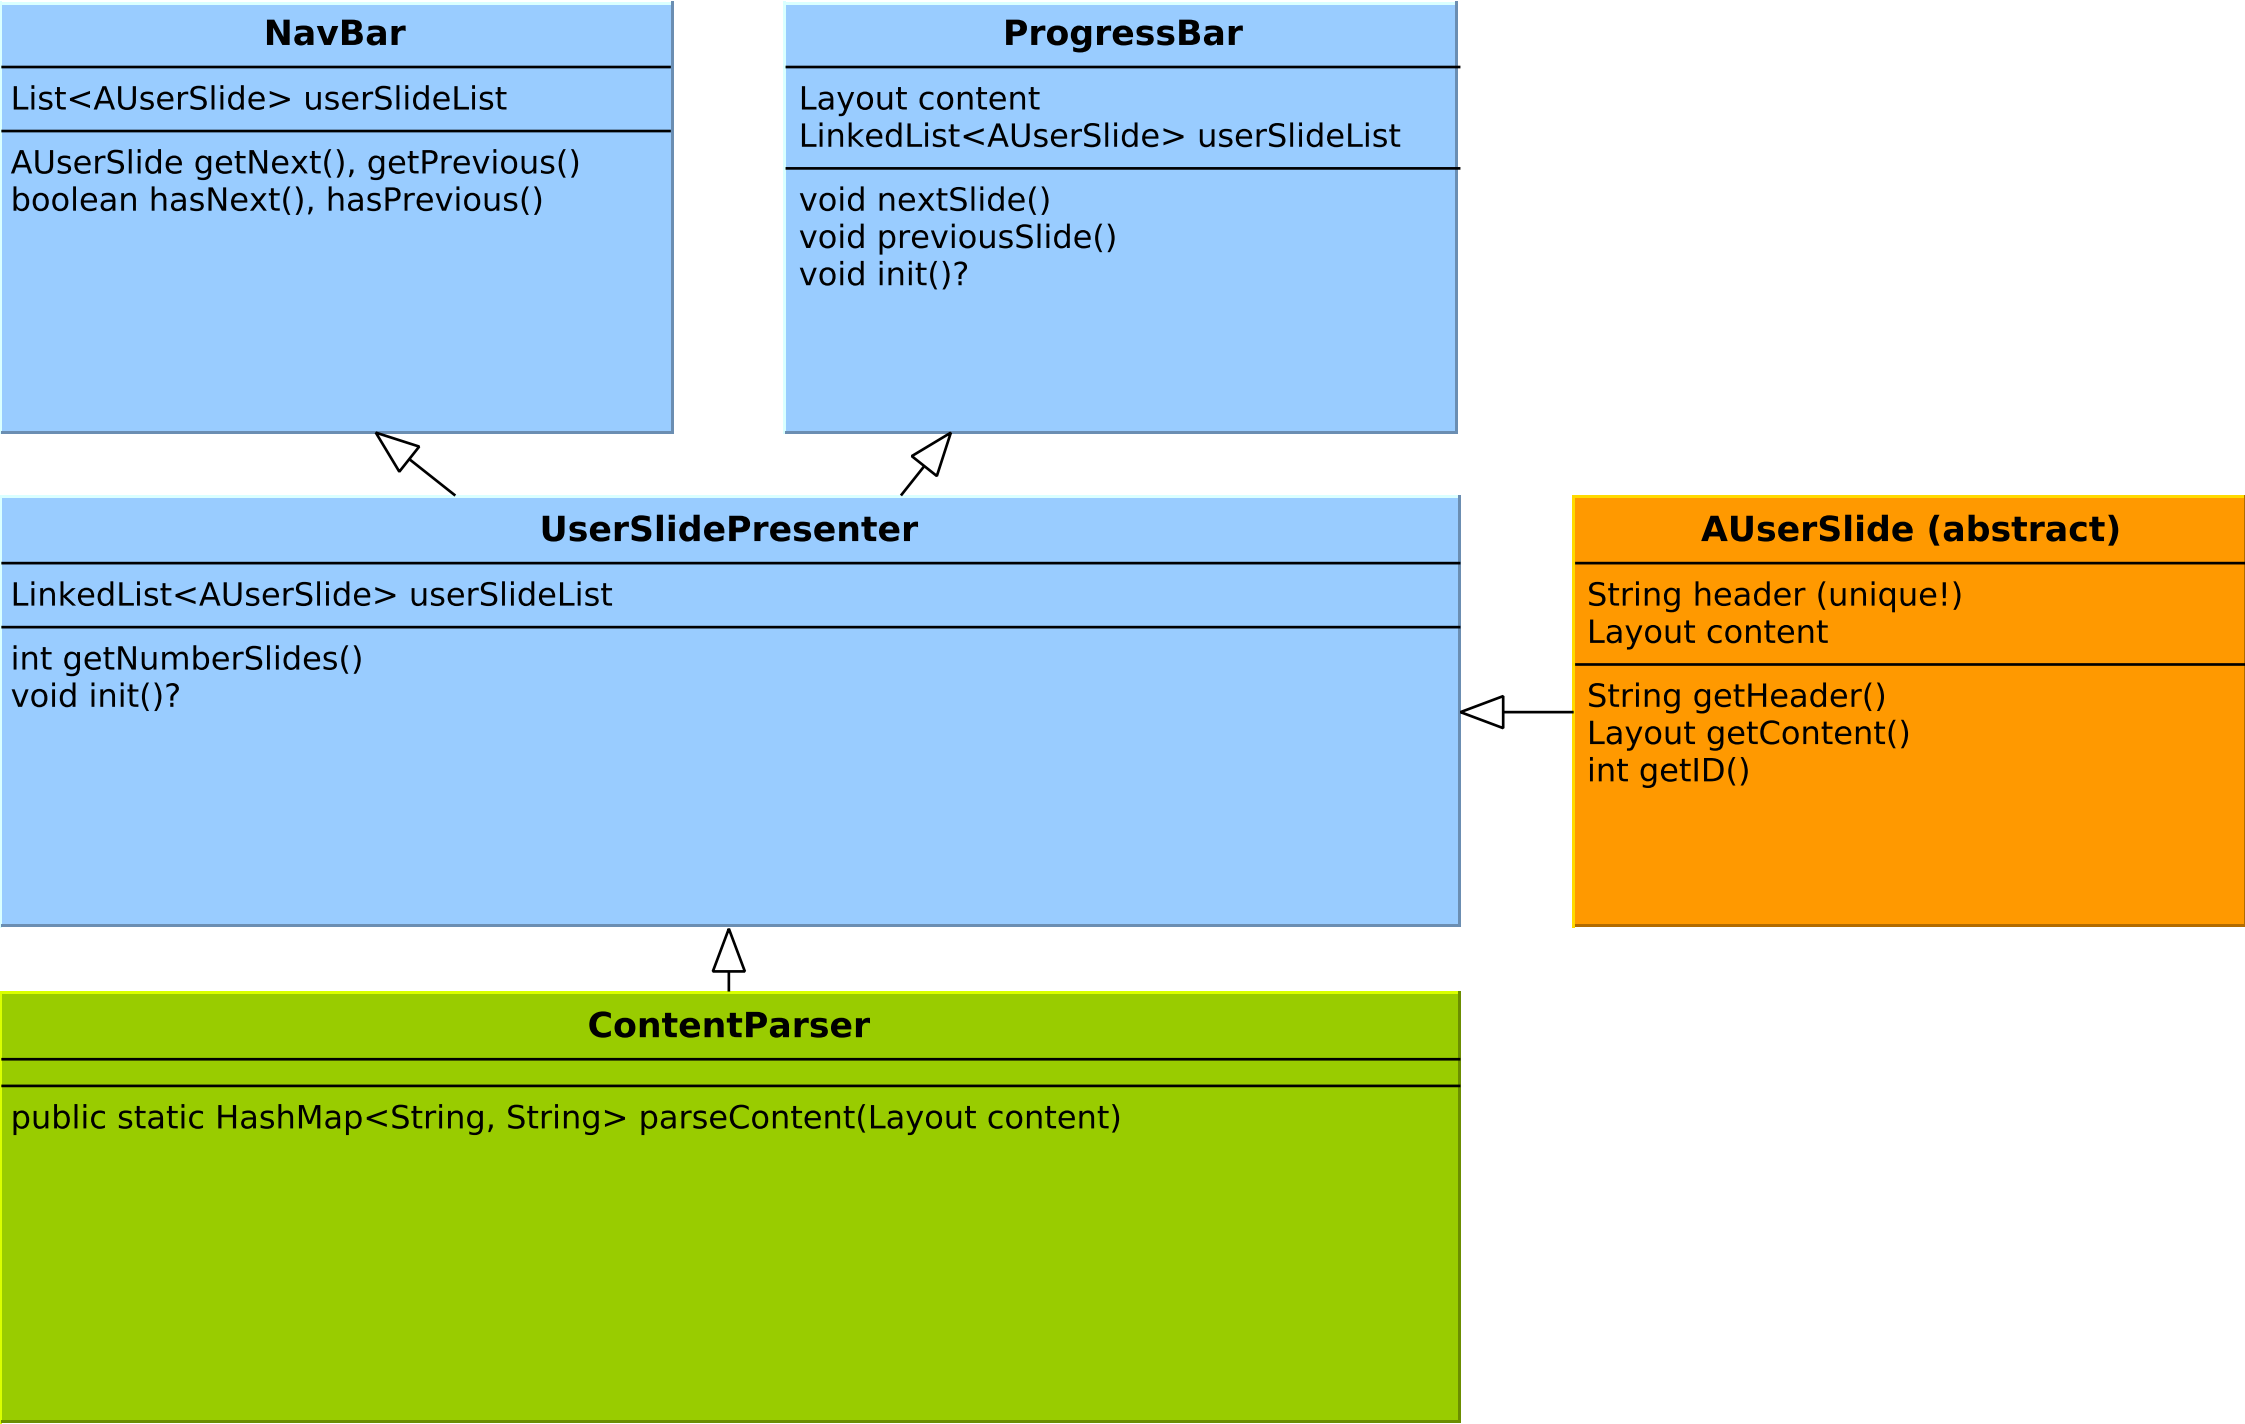 NavBar
List<AUserSlide> userSlideList
AUserSlide getNext(), getPrevious()
boolean hasNext(), hasPrevious()
ProgressBar
Layout content
LinkedList<AUserSlide> userSlideList
void nextSlide()
void previousSlide()
void init()?
UserSlidePresenter
LinkedList<AUserSlide> userSlideList
int getNumberSlides()
void init()?
AUserSlide (abstract)
String header (unique!)
Layout content
String getHeader()
Layout getContent()
int getID()
ContentParser
public static HashMap<String, String> parseContent(Layout content)